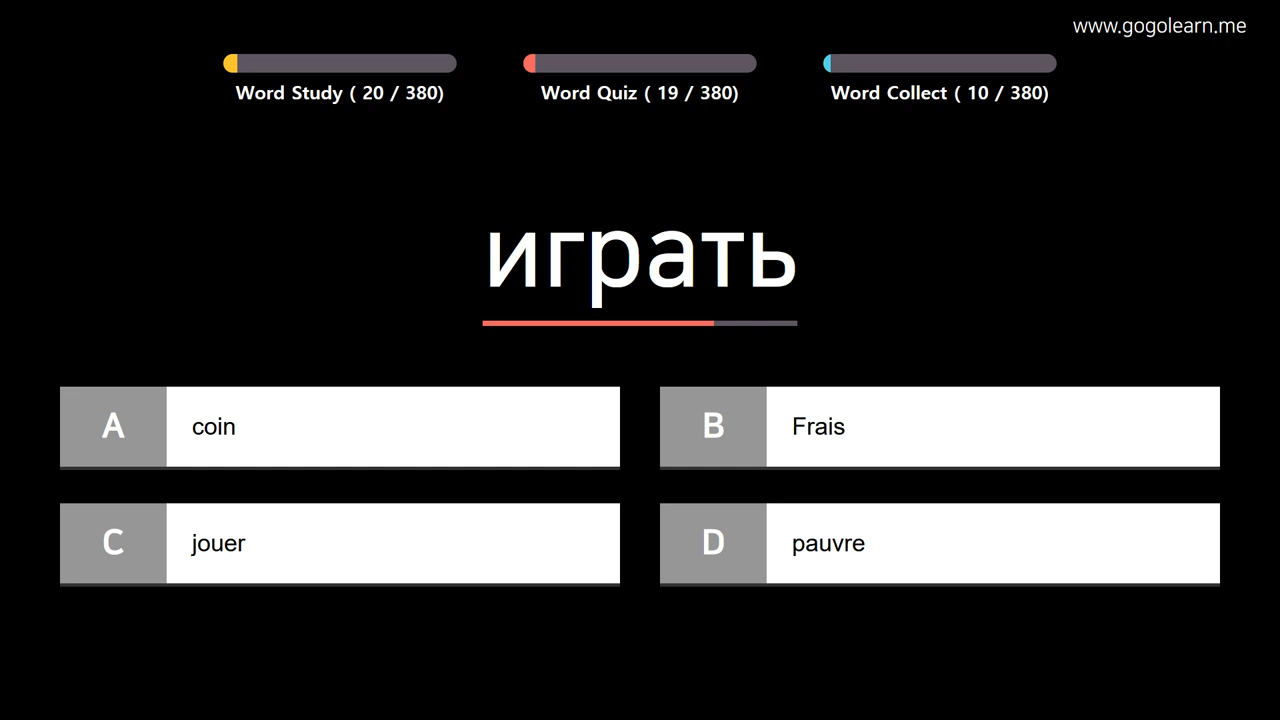 www.gogolearn.me
Word Study ( 20 / 380)
Word Quiz ( 19 / 380)
Word Collect ( 10 / 380)
играть
A coin
B Frais
C jouer
D pauvre